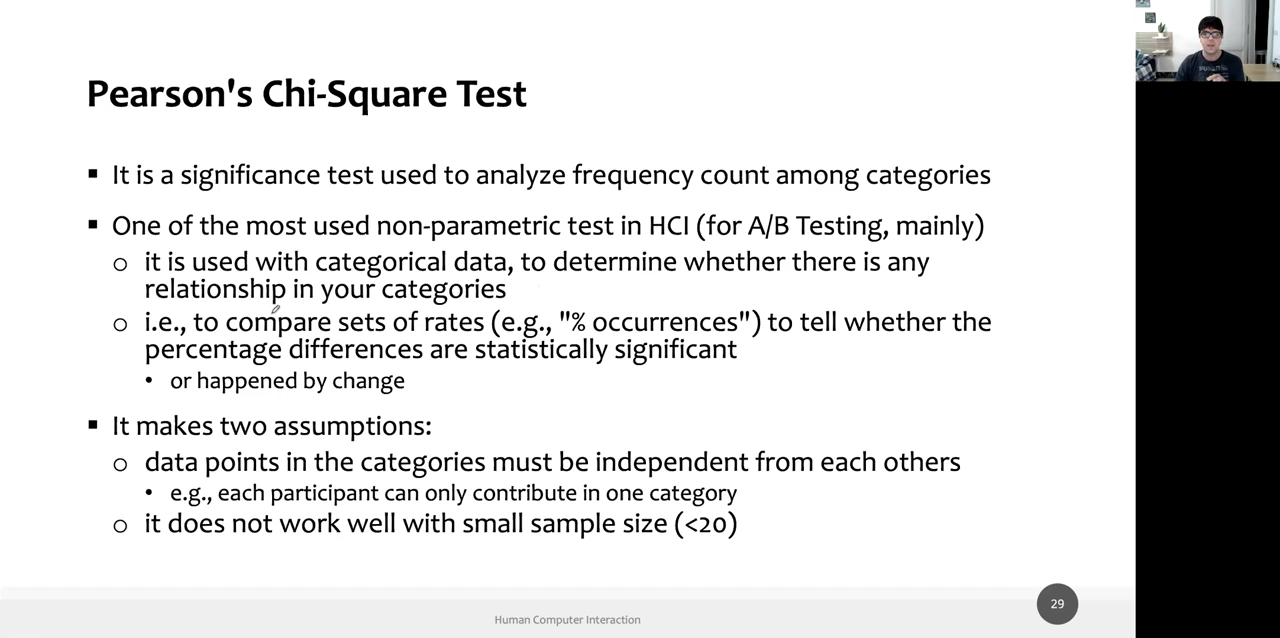 Pearson's Chi-Square Test
▪ It is a significance test used to analyze frequency count among categories
▪ One of the most used non-parametric test in HCI (for A/B Testing, mainly)
o it is used with categorical data, to determine whether there is any
relationship in your categories
o i.e., to compare sets of rates (e.g., "% occurrences") to tell whether the
percentage differences are statistically significant
• or happened by change
▪ It makes two assumptions:
o data points in the categories must be independent from each others
• e.g., each participant can only contribute in one category
o it does not work well with small sample size (<20)
Human Computer Interaction
29